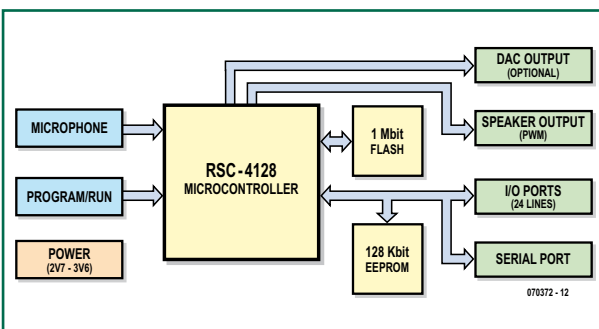 MICROPHONE
PROGRAM/RUN
POWER
(2V7 - 3V6)
RSC - 4128
MICROCONTROLLER
1 Mbit
FLASH
128 Kbit
EEPROM
DAC OUTPUT
(OPTIONAL)
SPEAKER OUTPUT
(PWM)
I/O PORTS
(24 LINES)
SERIAL PORT
070372 - 12